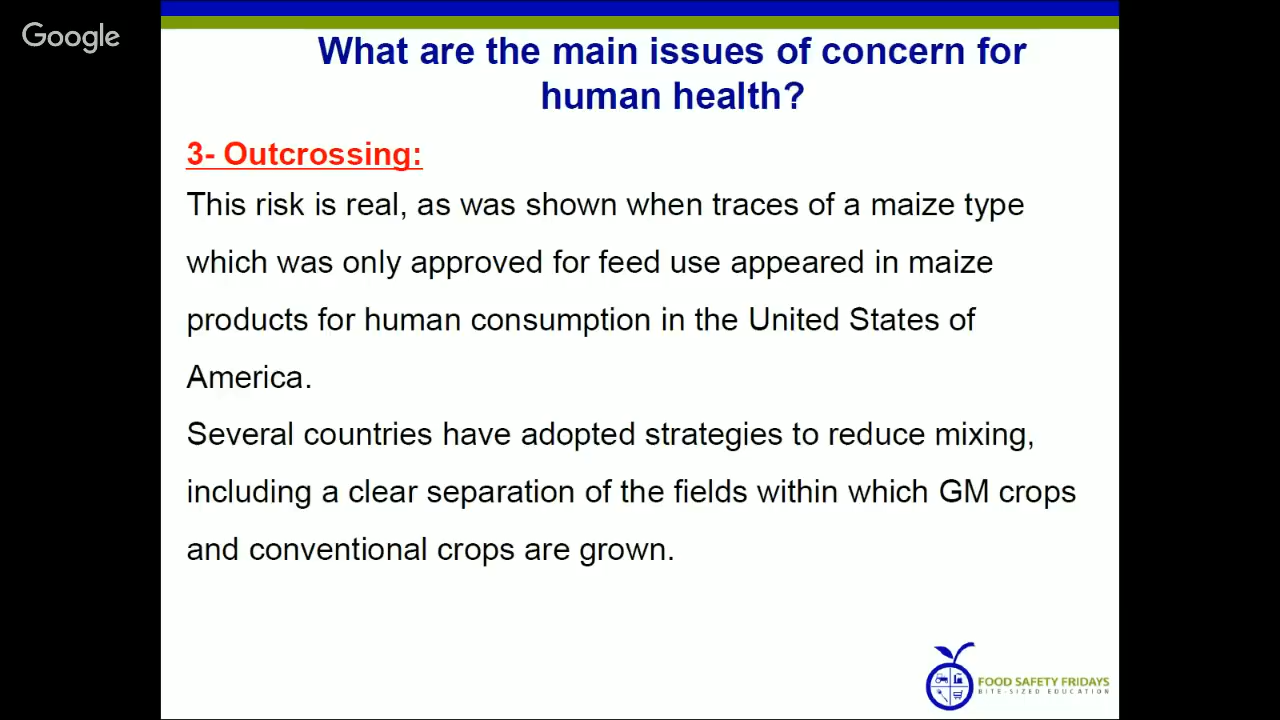 Google
What are the main issues of concern for
human health?
3- Outcrossing:
This risk is real, as was shown when traces of a maize type
which was only approved for feed use appeared in maize
products for human consumption in the United States of
America.
Several countries have adopted strategies to reduce mixing,
including a clear separation of the fields within which GM crops
and conventional crops are grown.
FOOD SAFETY FRIDAYS
BITE-SIZED EDUCATION